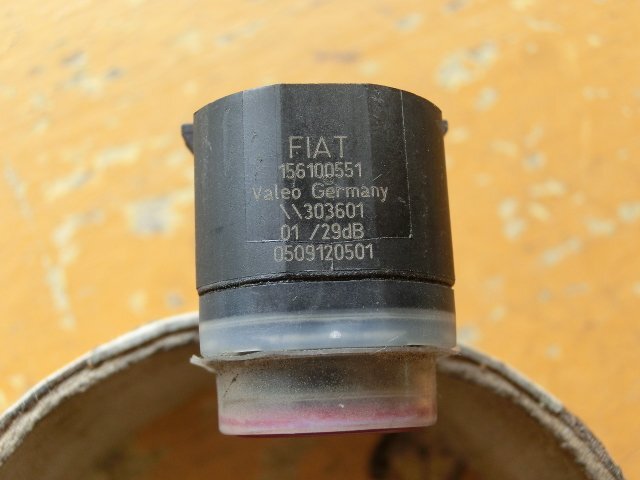 FIAT
156100551
Valeo Germany
\\303601
01 /29dB
0509120501